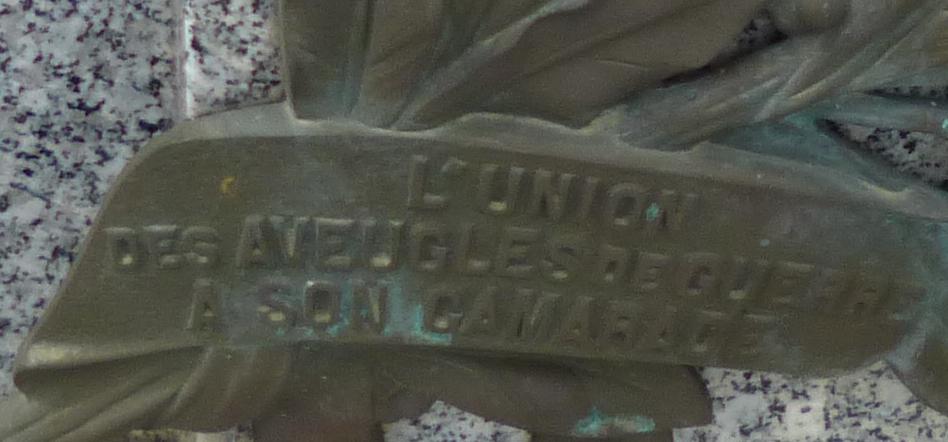 L'UNION
DES AVEUGLES DE GUERRE
A SON CAMARADE